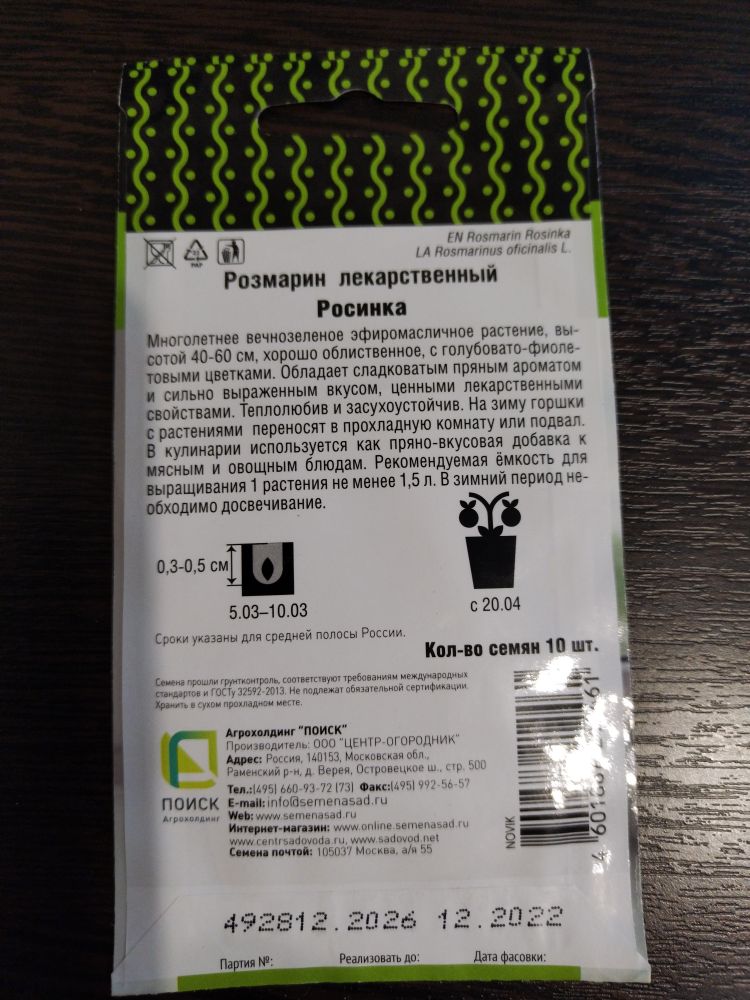 EN Rosmarin Rosinka
LA Rosmarinus oficinalis L.
PAP
Розмарин лекарственный
Росинка
Многолетнее вечнозеленое эфиромасличное растение, вы-
сотой 40-60 см, хорошо облиственное, с голубовато-фиоле-
товыми цветками. Обладает сладковатым пряным ароматом
и сильно выраженным вкусом, ценными лекарственными
свойствами. Теплолюбив и засухоустойчив. На зиму горшки
с растениями переносят в прохладную комнату или подвал.
В кулинарии используется как пряно-вкусовая добавка к
мясным и овощным блюдам. Рекомендуемая ёмкость для
выращивания 1 растения не менее 1,5 л. В зимний период не-
обходимо досвечивание.
0,3-0,5 см
5.03–10.03
с 20.04
Сроки указаны для средней полосы России.
Кол-во семян 10 шт.
Семена прошли грунтконтроль, соответствуют требованиям международных
стандартов и ГОСТу 32592-2013. Не подлежат обязательной сертификации.
Хранить в сухом прохладном месте.
Агрохолдинг "ПОИСК"
Производитель: ООО "ЦЕНТР-ОГОРОДНИК"
Адрес: Россия, 140153, Московская обл.,
Раменский р-н, д. Верея, Островецкое ш., стр. 500
Тел.:(495) 660-93-72 (73) Факс:(495) 992-56-57
E-mail: info@semenasad.ru
Web: www.semenasad.ru
Интернет-магазин: www.online.semenasad.ru
www.centrsadovoda.ru, www.sadovod.net
Семена почтой: 105037 Москва, а/я 55
ПОИСК
Агрохолдинг
NOVIK
492812.2026 12.2022
Партия №: Реализовать до: Дата фасовки: